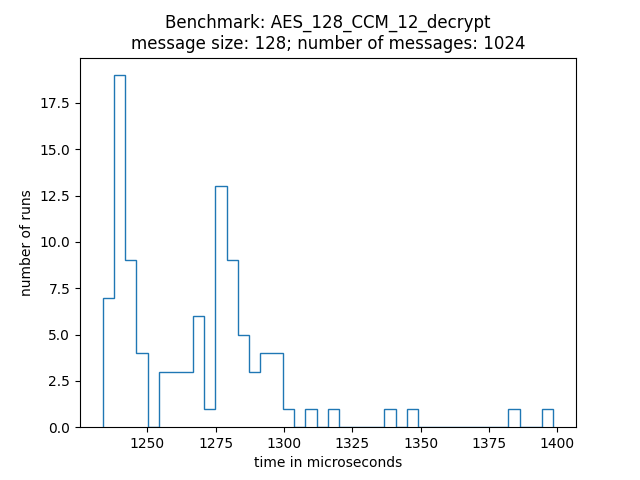 Benchmark: AES_128_CCM_12_decrypt
message size: 128; number of messages: 1024
number of runs
17.5
15.0
12.5
10.0
7.5
5.0
2.5
0.0
1250 1275 1300 1325 1350 1375 1400
time in microseconds